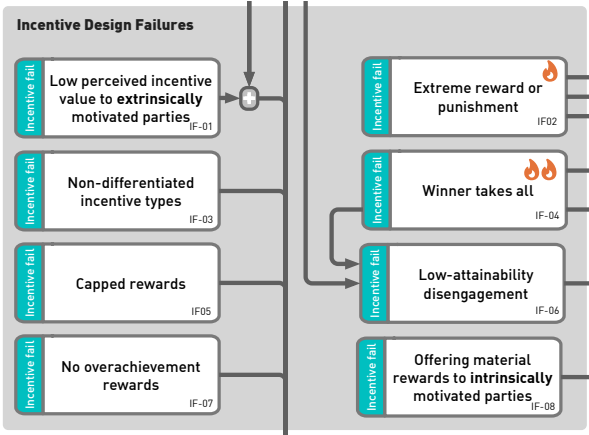 Incentive Design Failures
Incentive fail
Low perceived incentive
value to extrinsically
motivated parties
IF-01
Incentive fail
Extreme reward or
punishment
IF02
Incentive fail
Non-differentiated
incentive types
IF-03
Incentive fail
Winner takes all
IF-04
Incentive fail
Capped rewards
IF05
Incentive fail
Low-attainability
disengagement
IF-06
Incentive fail
No overachievement
rewards
IF-07
Incentive fail
Offering material
rewards to intrinsically
motivated parties
IF-08